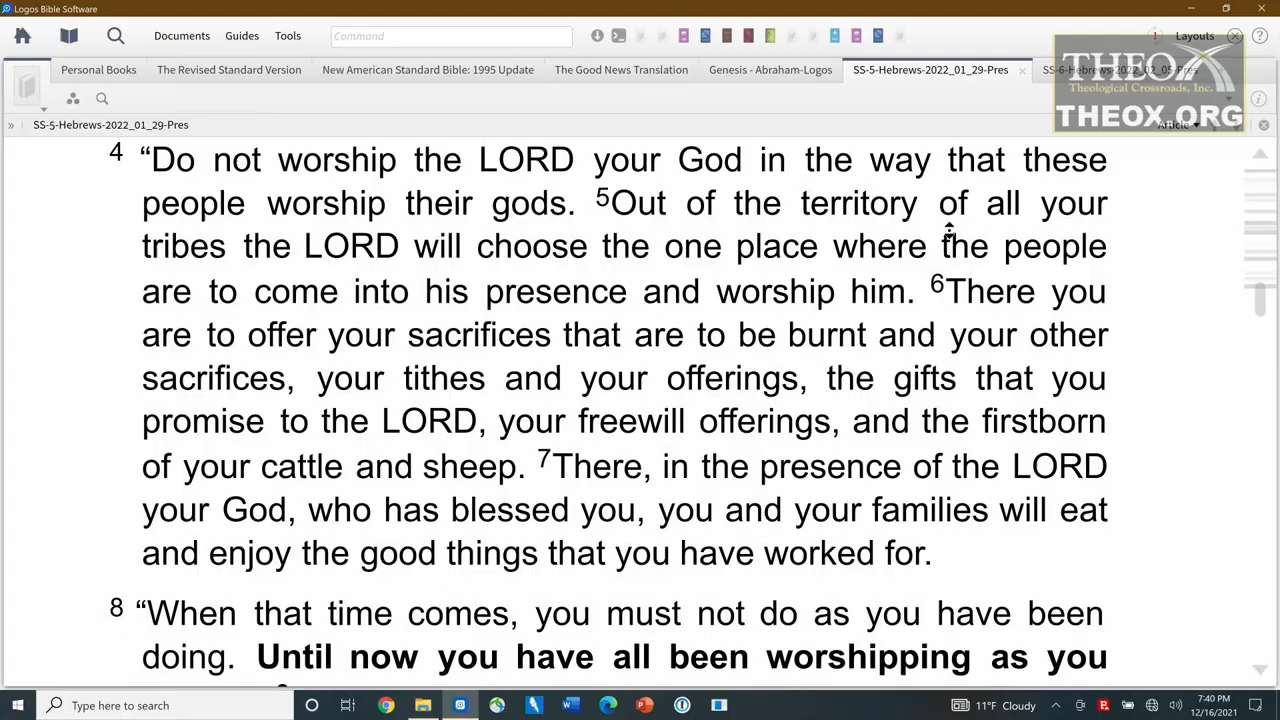 Logos Bible Software
Documents Guides Tools Command Layouts
Personal Books The Revised Standard Version Bible 1995 Update The Good News Translation Genesis - Abraham-Logos SS-5-Hebrews-2022_01_29-Pres SS-6-Hebrews-2022_02_05-Pres
THEOX
Theological Crossroads, Inc.
THEOX.ORG
SS-5-Hebrews-2022_01_29-Pres Article
4 “Do not worship the LORD your God in the way that these
people worship their gods. 5Out of the territory of all your
tribes the LORD will choose the one place where the people
are to come into his presence and worship him. 6There you
are to offer your sacrifices that are to be burnt and your other
sacrifices, your tithes and your offerings, the gifts that you
promise to the LORD, your freewill offerings, and the firstborn
of your cattle and sheep. 7There, in the presence of the LORD
your God, who has blessed you, you and your families will eat
and enjoy the good things that you have worked for.
8 “When that time comes, you must not do as you have been
doing. Until now you have all been worshipping as you
Type here to search 11°F Cloudy 7:40 PM
12/16/2021